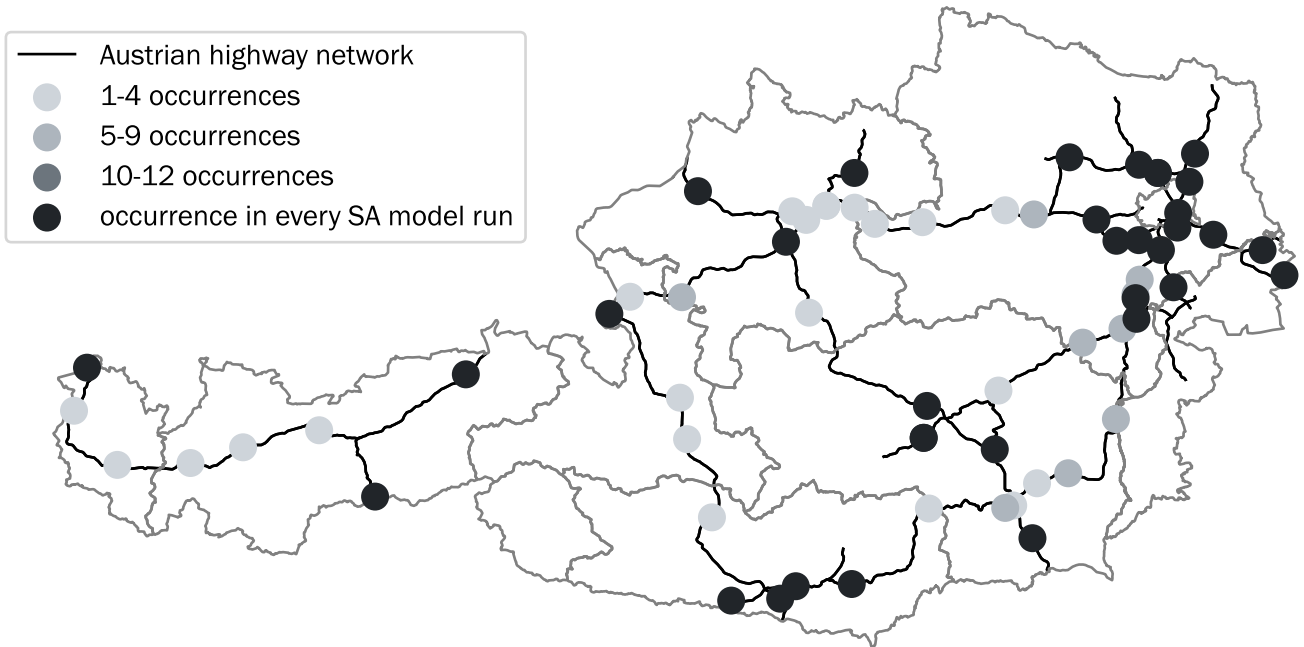 Austrian highway network
1-4 occurrences
5-9 occurrences
10-12 occurrences
occurrence in every SA model run